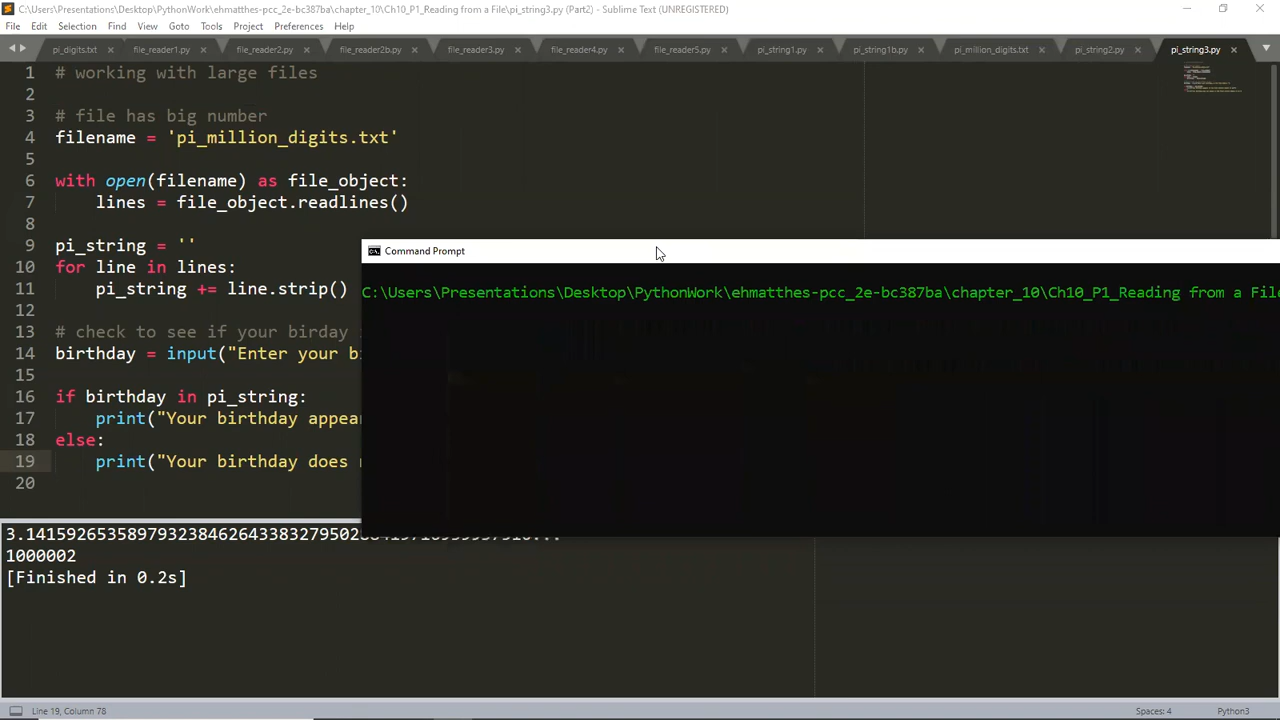 C:\Users\Presentations\Desktop\PythonWork\ehmatthes-pcc_2e-bc387ba\chapter_10\Ch10_P1_Reading from a File\pi_string3.py (Part2) - Sublime Text (UNREGISTERED)
File Edit Selection Find View Goto Tools Project Preferences Help
pi_digits.txt file_reader1.py file_reader2.py file_reader2b.py file_reader3.py file_reader4.py file_reader5.py pi_string1.py pi_string1b.py pi_million_digits.txt pi_string2.py pi_string3.py
1 # working with large files
2
3 # file has big number
4 filename = 'pi_million_digits.txt'
5
6 with open(filename) as file_object:
7 lines = file_object.readlines()
8
9 pi_string = ''
10 for line in lines:
11 pi_string += line.strip()
12
13 # check to see if your birday
14 birthday = input("Enter your bi
15
16 if birthday in pi_string:
17 print("Your birthday appear
18 else:
19 print("Your birthday does
20
Command Prompt
C:\Users\Presentations\Desktop\PythonWork\ehmatthes-pcc_2e-bc387ba\chapter_10\Ch10_P1_Reading from a File
1000002
[Finished in 0.2s]
Line 19, Column 78
Spaces: 4
Python3